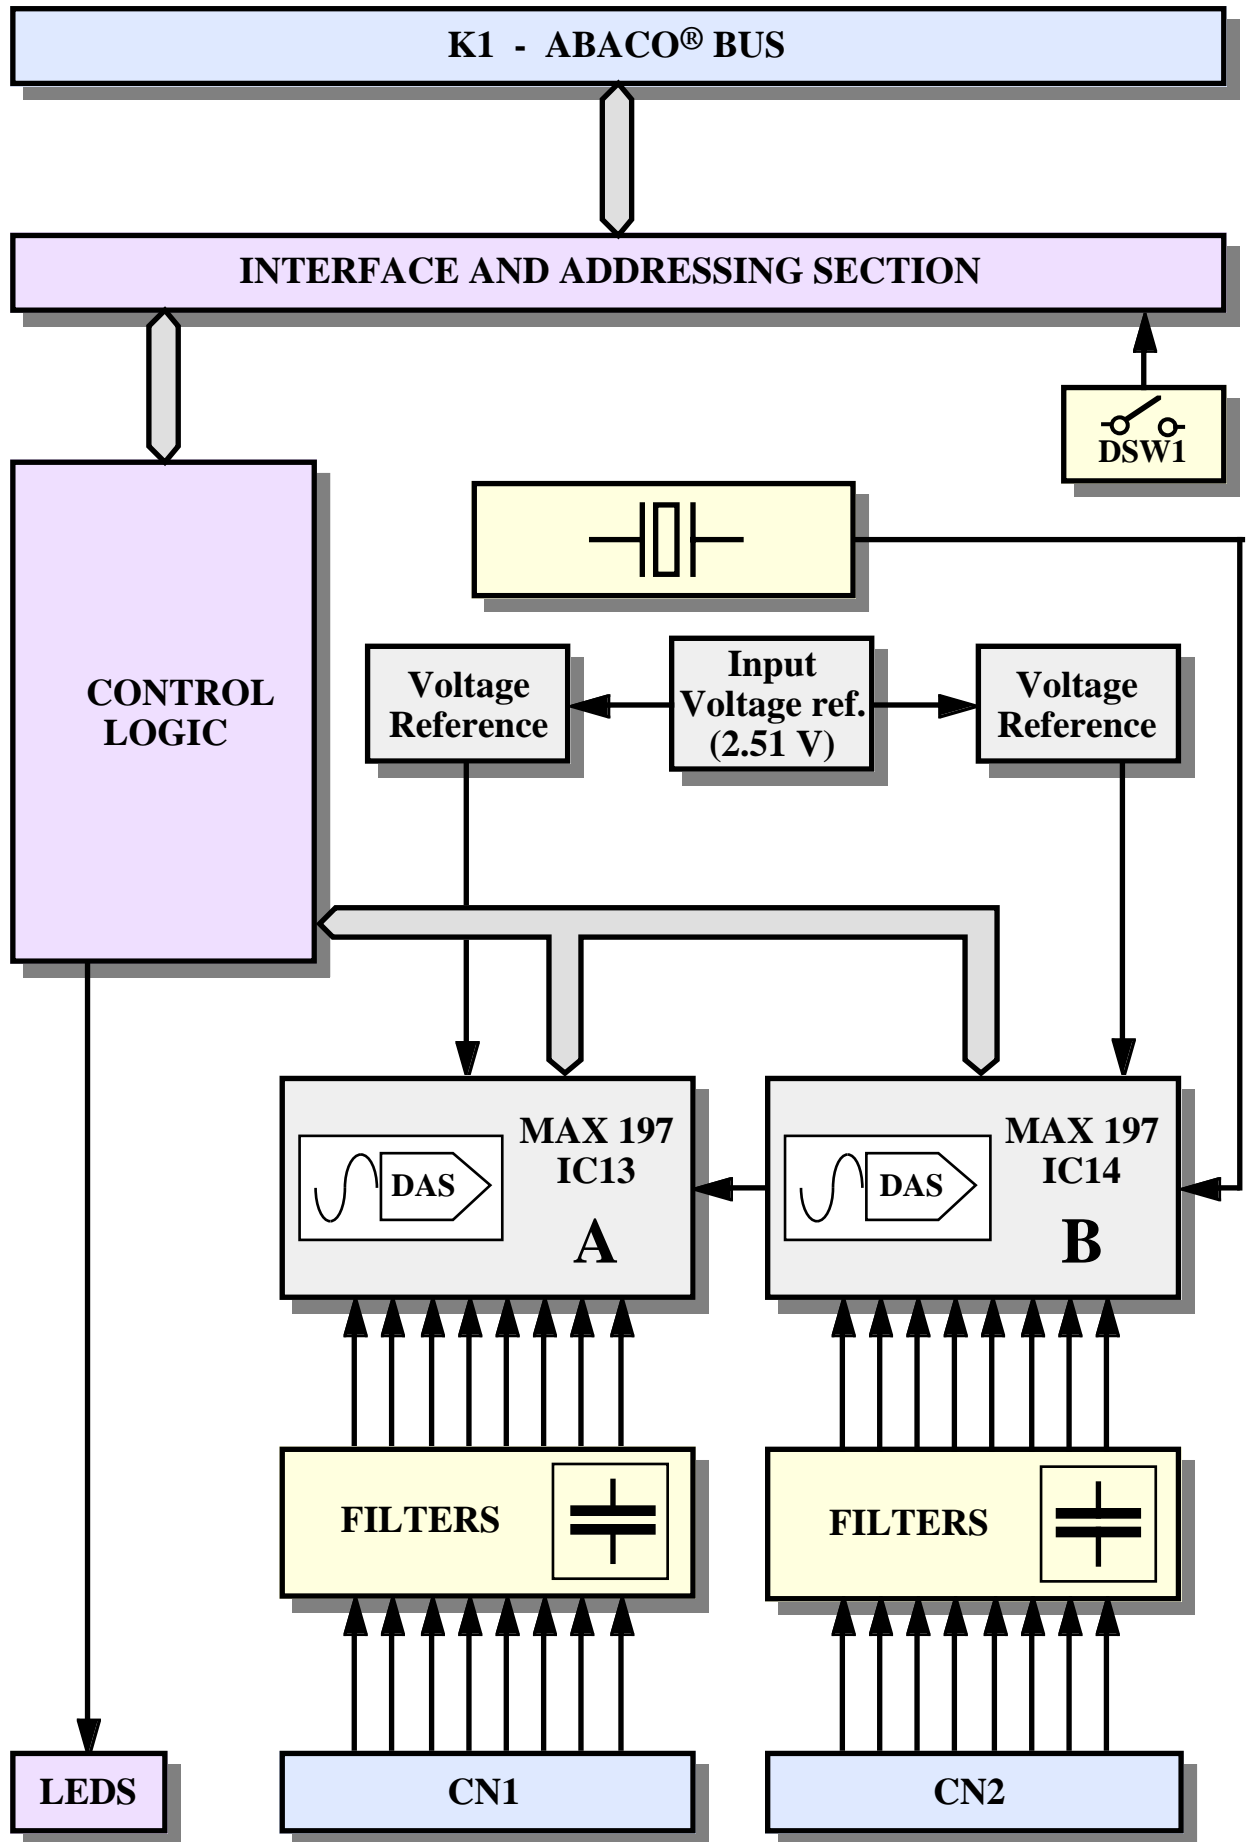 K1 - ABACO® BUS
INTERFACE AND ADDRESSING SECTION
DSW1
CONTROL
LOGIC
Voltage
Reference
Input
Voltage ref.
(2.51 V)
Voltage
Reference
MAX 197
IC13
DAS
A
MAX 197
IC14
DAS
B
FILTERS
FILTERS
LEDS
CN1
CN2